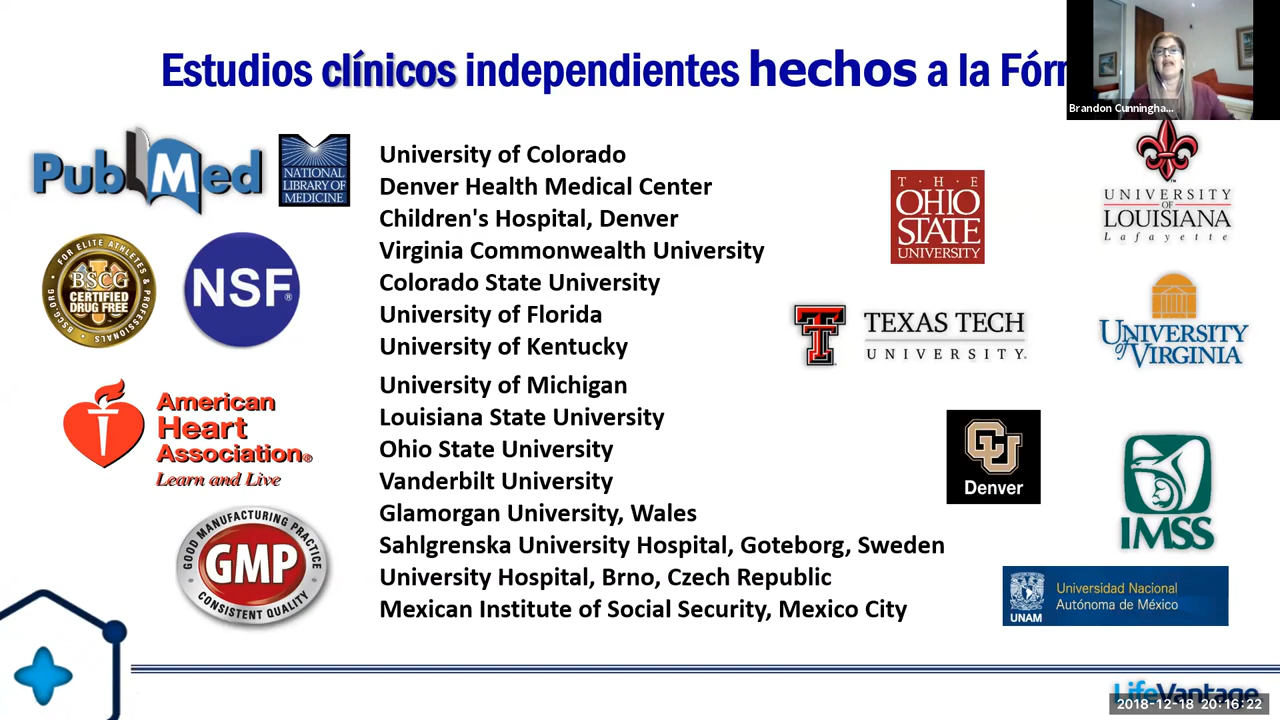 Estudios clínicos independientes hechos a la Fór
Brandon Cunningha...
PubMed
NATIONAL
LIBRARY OF
MEDICINE
University of Colorado
Denver Health Medical Center
Children's Hospital, Denver
Virginia Commonwealth University
Colorado State University
University of Florida
University of Kentucky
University of Michigan
Louisiana State University
Ohio State University
Vanderbilt University
Glamorgan University, Wales
Sahlgrenska University Hospital, Goteborg, Sweden
University Hospital, Brno, Czech Republic
Mexican Institute of Social Security, Mexico City
T·H·E
OHIO
STATE
UNIVERSITY
UNIVERSITY
OF
LOUISIANA
Lafayette
FOR ELITE ATHLETES & PROFESSIONALS
BSCG
CERTIFIED
DRUG FREE
BSCG.ORG
NSF®
TEXAS TECH
UNIVERSITY.
UNIVERSITY
of VIRGINIA
American
Heart
Association®
Learn and Live
CU
Denver
IMSS
GOOD MANUFACTURING PRACTICE
GMP
CONSISTENT QUALITY
UNAM
Universidad Nacional
Autónoma de México
LifeVantage
2018-12-18 20:16:22